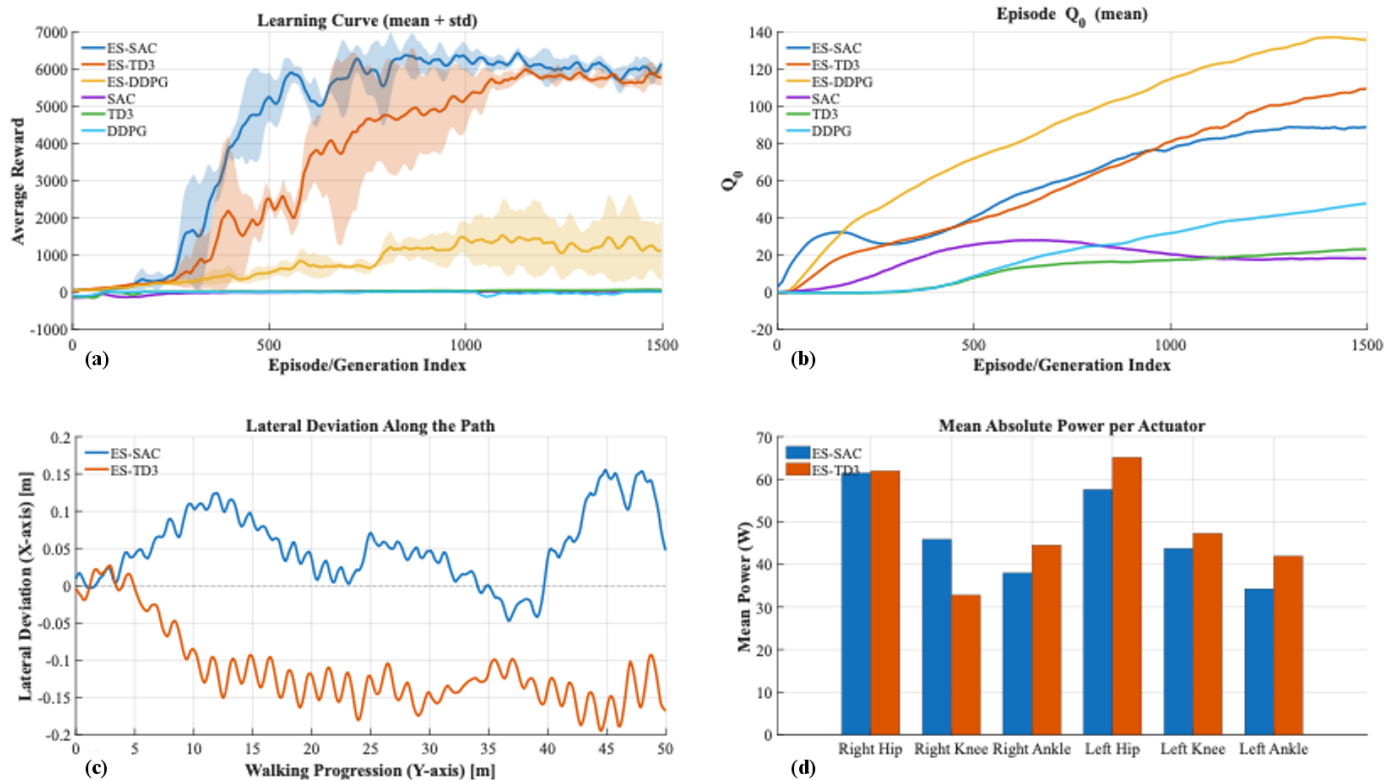 Learning Curve (mean + std)
7000
6000
5000
4000
3000
2000
1000
0
-1000
Average Reward
ES-SAC
ES-TD3
ES-DDPG
SAC
TD3
DDPG
0
500
1000
1500
(a)
Episode/Generation Index
Episode Q0 (mean)
140
120
100
80
60
40
20
0
-20
Q0
ES-SAC
ES-TD3
ES-DDPG
SAC
TD3
DDPG
0
500
1000
1500
(b)
Episode/Generation Index
Lateral Deviation Along the Path
0.2
0.15
0.1
0.05
0
-0.05
-0.1
-0.15
-0.2
Lateral Deviation (X-axis) [m]
ES-SAC
ES-TD3
0 5 10 15 20 25 30 35 40 45 50
(c)
Walking Progression (Y-axis) [m]
Mean Absolute Power per Actuator
70
60
50
40
30
20
10
0
Mean Power (W)
ES-SAC
ES-TD3
Right Hip Right Knee Right Ankle Left Hip Left Knee Left Ankle
(d)